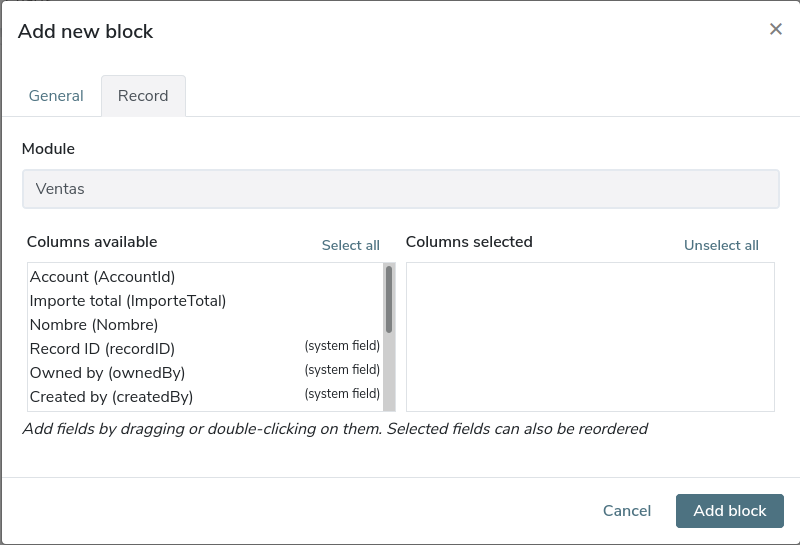 Add new block
×
General
Record
Module
Ventas
Columns available
Select all
Columns selected
Unselect all
Account (AccountId)
Importe total (ImporteTotal)
Nombre (Nombre)
Record ID (recordID) (system field)
Owned by (ownedBy) (system field)
Created by (createdBy) (system field)
Add fields by dragging or double-clicking on them. Selected fields can also be reordered
Cancel
Add block